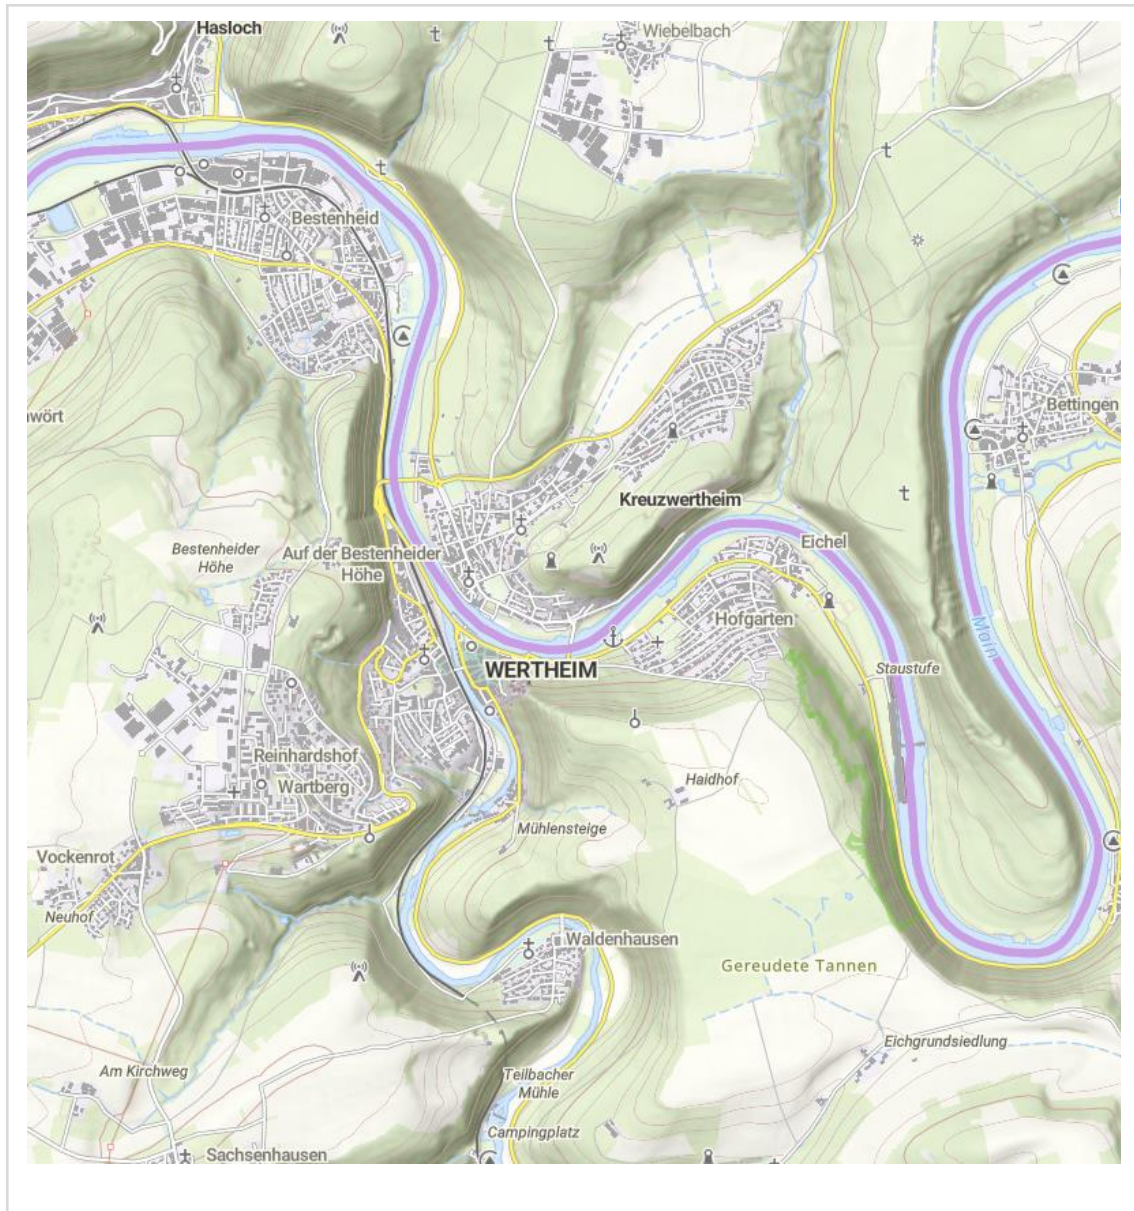 Hasloch
Wiebelbach
Bestenheid
Bettingen
Kreuzwertheim
Eichel
Bestenheider
Höhe
Auf der Bestenheider
Höhe
Hofgarten
Main
WERTHEIM
Staustufe
Reinhardshof
Wartberg
Haidhof
Mühlensteige
Vockenrot
Neuhof
Waldenhausen
Gereudete Tannen
Eichgrundsiedlung
Am Kirchweg
Teilbacher
Mühle
Campingplatz
Sachsenhausen